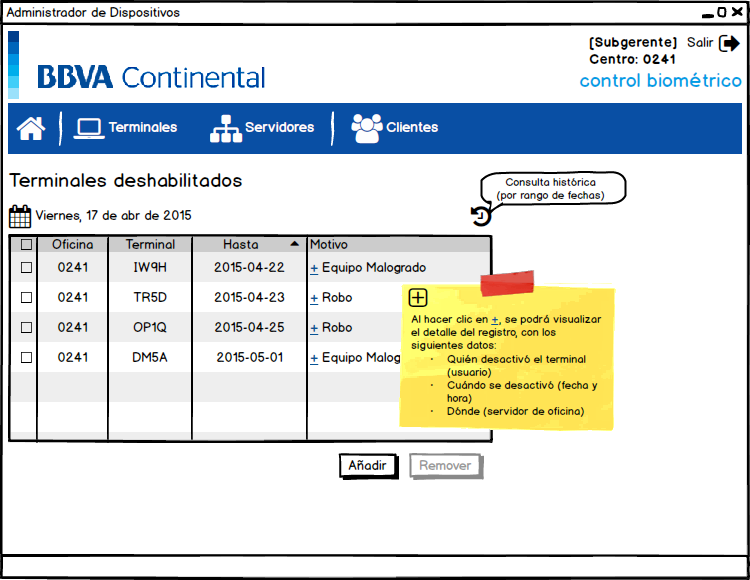 Administrador de Dispositivos
[Subgerente] Salir
Centro: 0241
BBVA Continental
control biométrico
Terminales Servidores Clientes
Terminales deshabilitados
Consulta histórica
(por rango de fechas)
Viernes, 17 de abr de 2015
Oficina Terminal Hasta Motivo
0241 IW9H 2015-04-22 + Equipo Malogrado
0241 TR5D 2015-04-23 + Robo
0241 OP1Q 2015-04-25 + Robo
0241 DM5A 2015-05-01 + Equipo Malog
Al hacer clic en +, se podrá visualizar
el detalle del registro, con los
siguientes datos:
· Quién desactivó el terminal
(usuario)
· Cuándo se desactivó (fecha y
hora)
· Dónde (servidor de oficina)
Añadir Remover